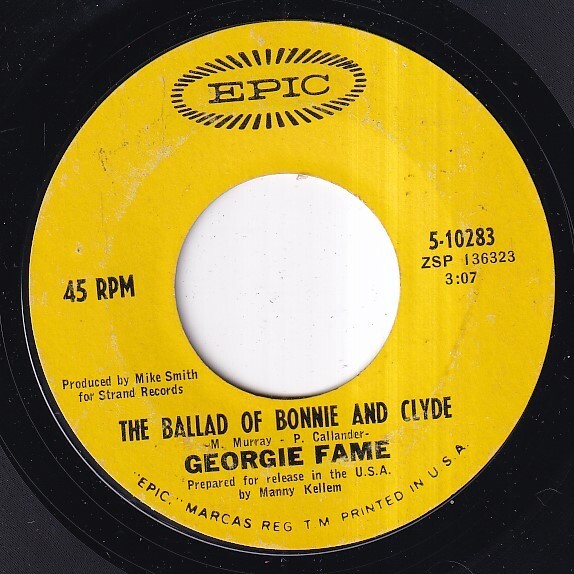 EPIC
5-10283
ZSP 136323
3:07
45 RPM
Produced by Mike Smith
for Strand Records
THE BALLAD OF BONNIE AND CLYDE
-M. Murray - P. Callander-
GEORGIE FAME
Prepared for release in the U.S.A.
by Manny Kellem
"EPIC," MARCAS REG T.M PRINTED IN U.S.A.